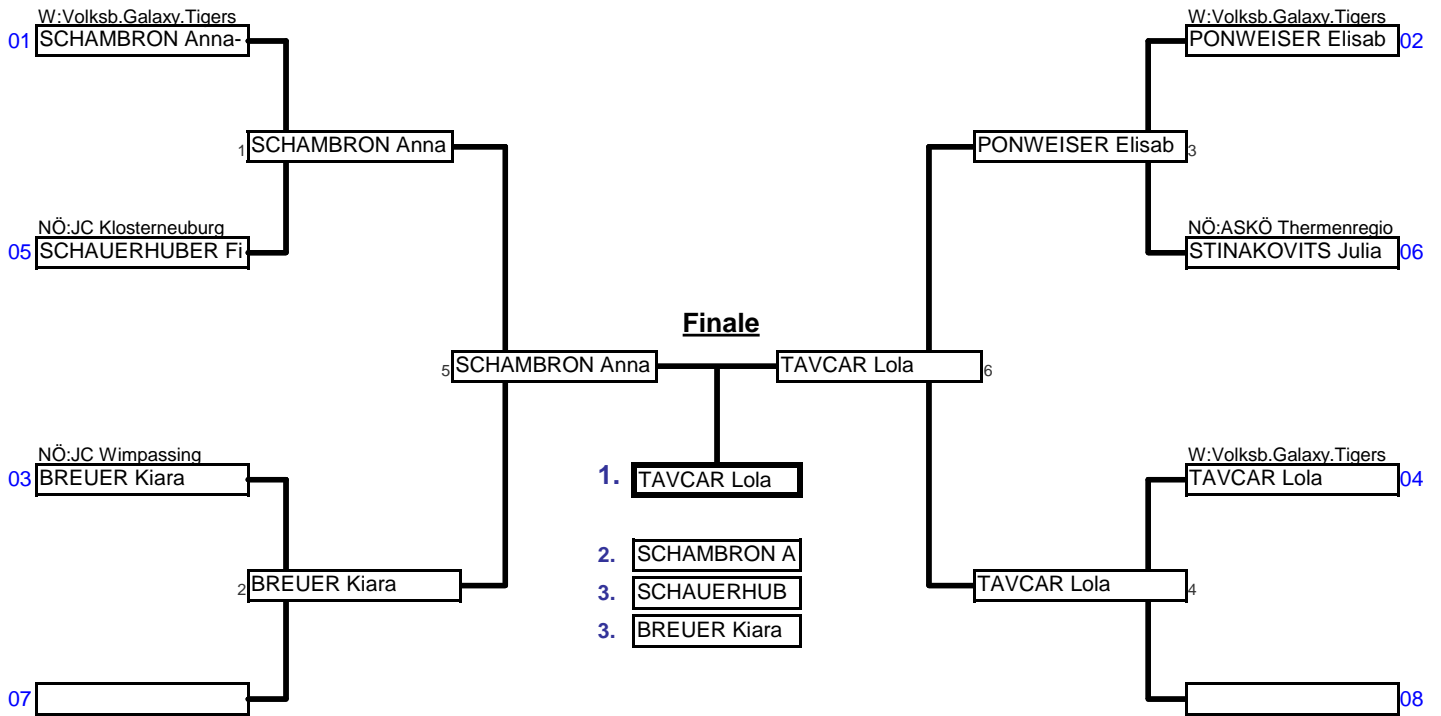 W:Volksb.Galaxy.Tigers
01 SCHAMBRON Anna-
W:Volksb.Galaxy.Tigers
PONWEISER Elisab 02
1 SCHAMBRON Anna
PONWEISER Elisab 3
NÖ:JC Klosterneuburg
05 SCHAUERHUBER Fi
NÖ:ASKÖ Thermenregio
STINAKOVITS Julia 06
Finale
5 SCHAMBRON Anna
TAVCAR Lola 6
NÖ:JC Wimpassing
03 BREUER Kiara
1. TAVCAR Lola
W:Volksb.Galaxy.Tigers
TAVCAR Lola 04
2. SCHAMBRON A
3. SCHAUERHUB
3. BREUER Kiara
2 BREUER Kiara
TAVCAR Lola 4
07
08